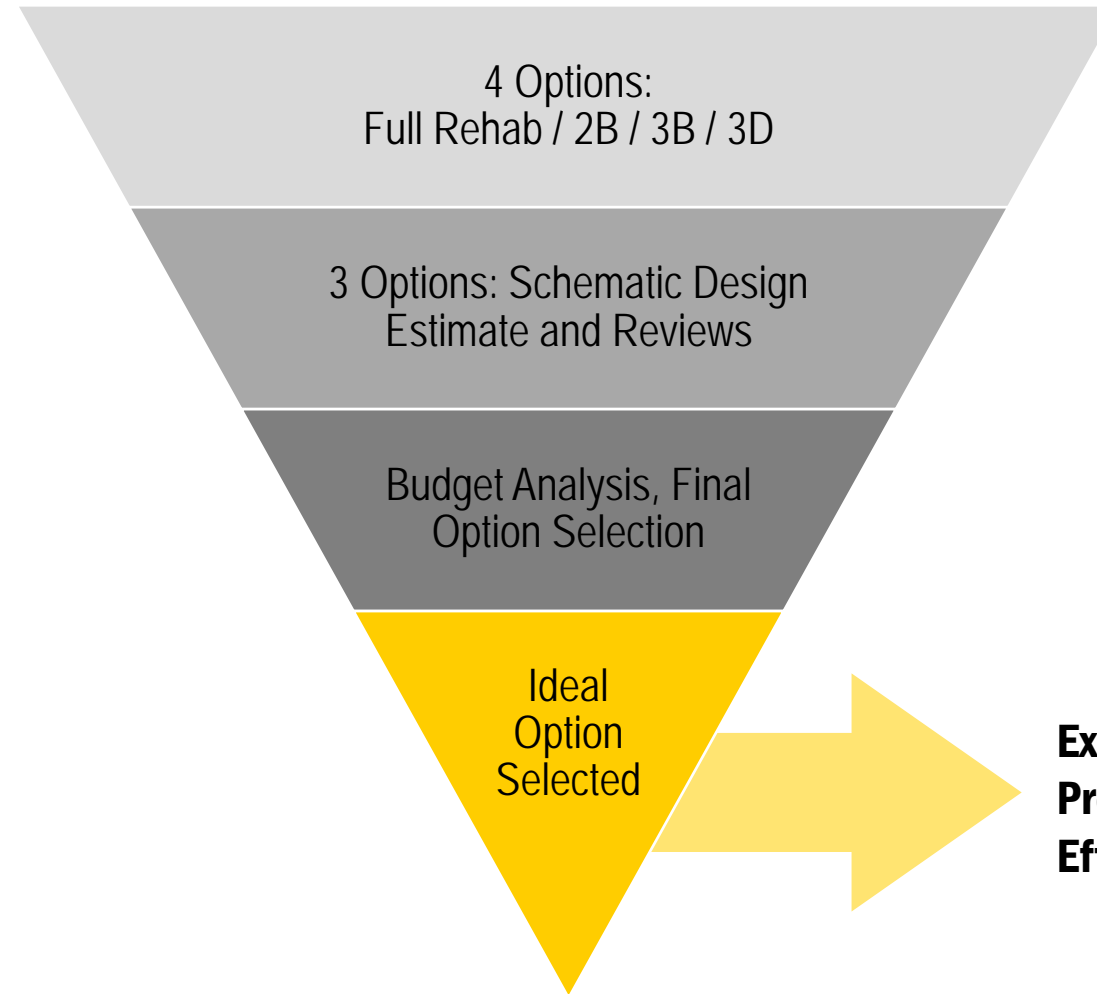 4 Options:
Full Rehab / 2B / 3B / 3D
3 Options: Schematic Design
Estimate and Reviews
Budget Analysis, Final
Option Selection
Ideal
Option
Selected